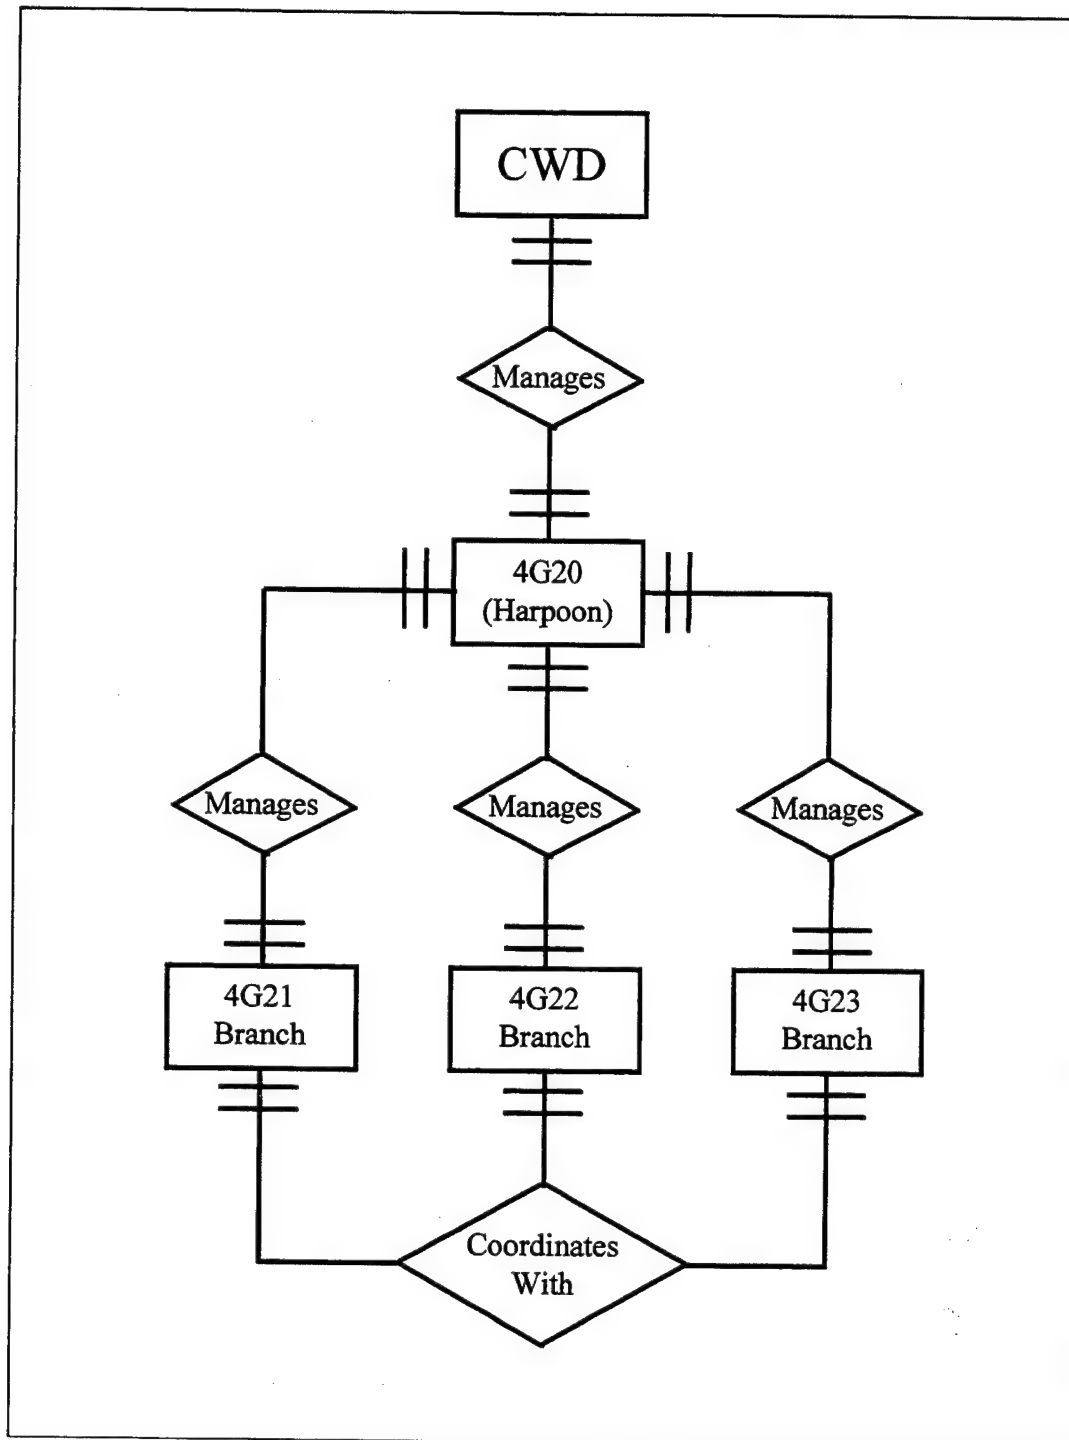 CWD
Manages
4G20
(Harpoon)
Manages
Manages
Manages
4G21
Branch
4G22
Branch
4G23
Branch
Coordinates
With